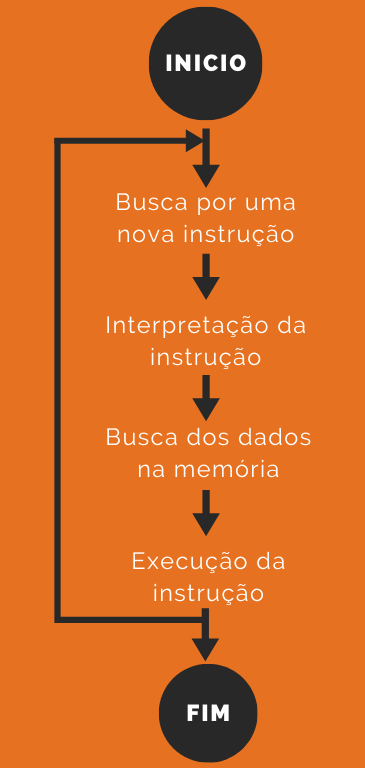 INICIO
Busca por uma
nova instrução
Interpretação da
instrução
Busca dos dados
na memória
Execução da
instrução
FIM